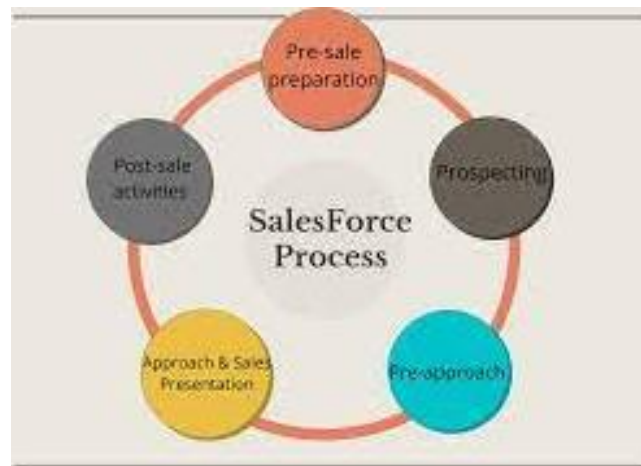 Pre-sale
preparation
Prospecting
Pre-approach
Approach & Sales
Presentation
Post-sale
activities
SalesForce
Process